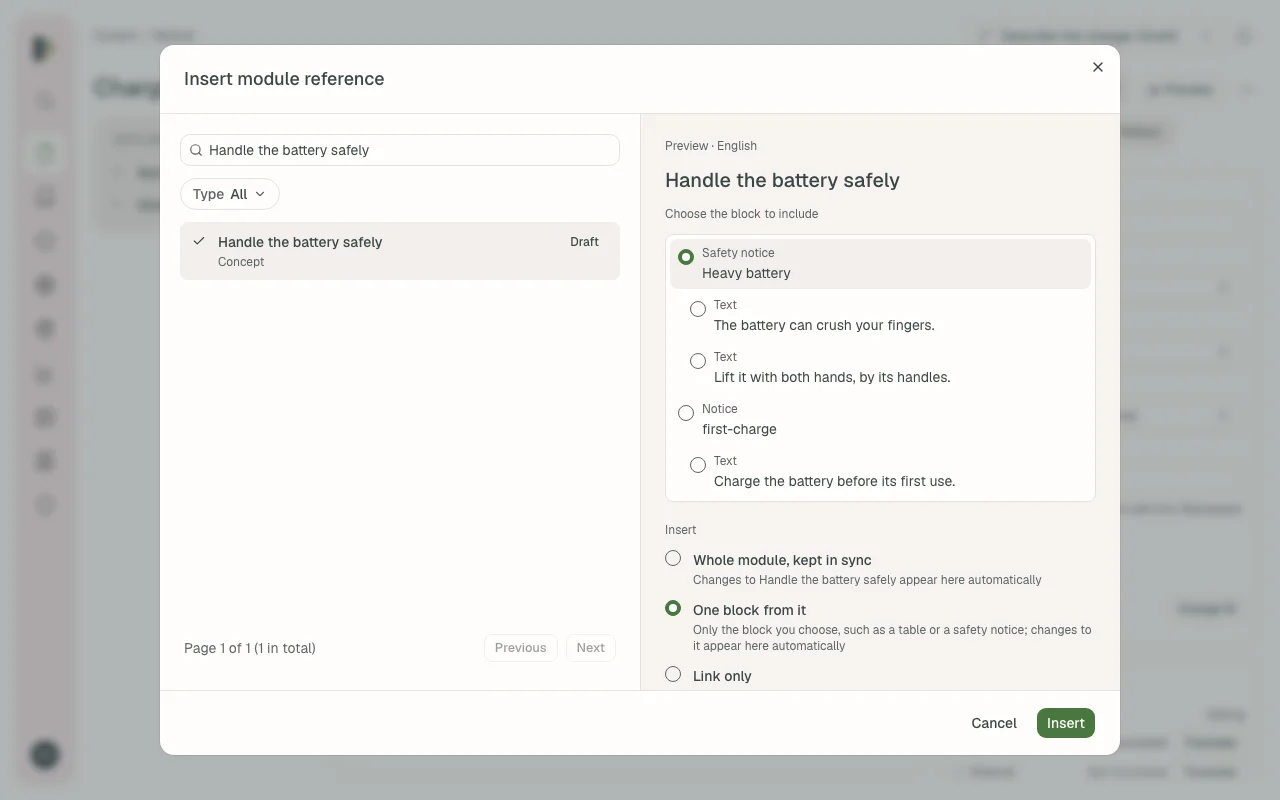 Insert module reference
Handle the battery safely
Type All
Handle the battery safely
Draft
Concept
Page 1 of 1 (1 in total)
Previous
Next
Preview · English
Handle the battery safely
Choose the block to include
Safety notice
Heavy battery
Text
The battery can crush your fingers.
Text
Lift it with both hands, by its handles.
Notice
first-charge
Text
Charge the battery before its first use.
Insert
Whole module, kept in sync
Changes to Handle the battery safely appear here automatically
One block from it
Only the block you choose, such as a table or a safety notice; changes to
it appear here automatically
Link only
Cancel
Insert